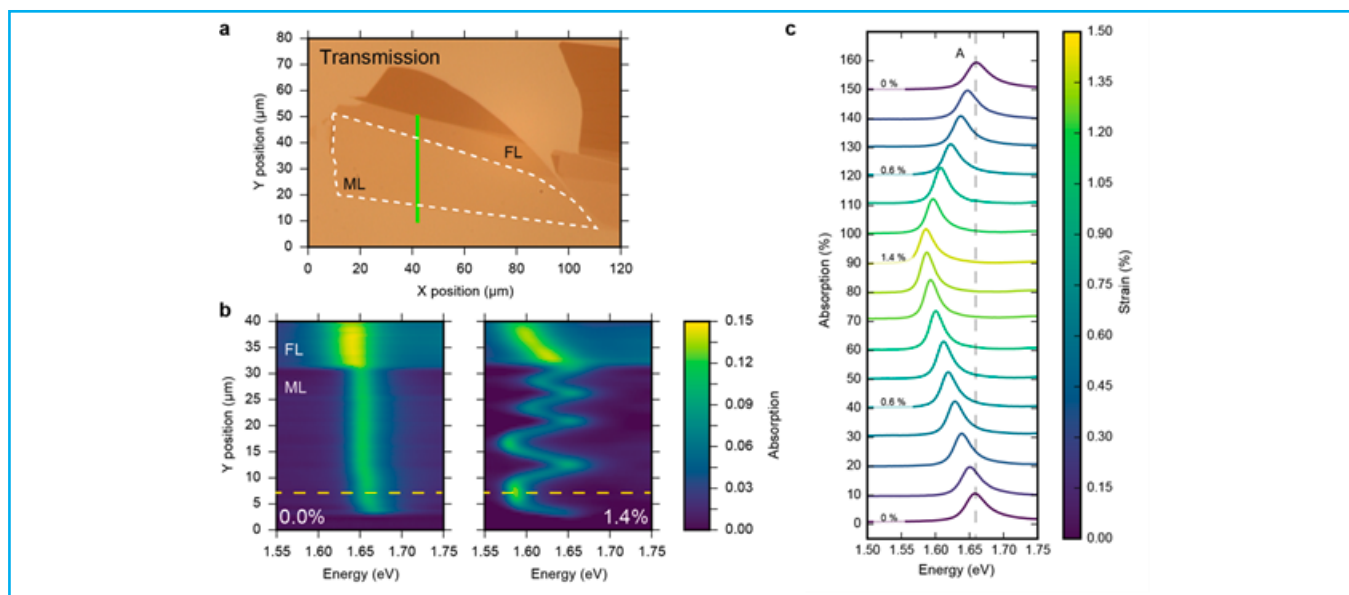 a
Transmission
ML
FL
80
70
60
50
40
30
20
10
0
Y position (µm)
0 20 40 60 80 100 120
X position (µm)
b
FL
ML
0.0%
40
35
30
25
20
15
10
5
0
Y position (µm)
1.55 1.60 1.65 1.70 1.75
Energy (eV)
1.4%
1.55 1.60 1.65 1.70 1.75
Energy (eV)
0.15
0.12
0.09
0.06
0.03
0.00
Absorption
c
A
0 %
0.6 %
1.4 %
0.6 %
0 %
160
150
140
130
120
110
100
90
80
70
60
50
40
30
20
10
0
Absorption (%)
1.50 1.55 1.60 1.65 1.70 1.75
Energy (eV)
1.50
1.35
1.20
1.05
0.90
0.75
0.60
0.45
0.30
0.15
0.00
Strain (%)